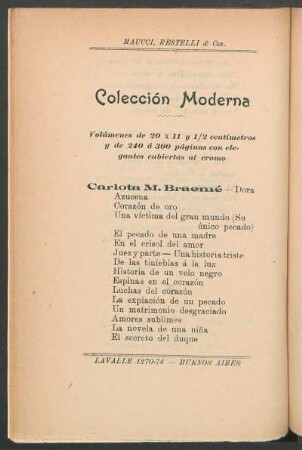 MAUCCI, RESTELLI & Cía.
Colección Moderna
Volúmenes de 20 x 11 y 1/2 centímetros
y de 240 á 300 páginas con ele-
gantes cubiertas al cromo
Carlota M. Braemé — Dora
Azucena
Corazón de oro
Una víctima del gran mundo (Su
único pecado)
El pecado de una madre
En el crisol del amor
Juez y parte — Una historia triste
De las tinieblas á la luz
Historia de un velo negro
Espinas en el corazón
Luchas del corazón
La expiación de un pecado
Un matrimonio desgraciado
Amores sublimes
La novela de una niña
El secreto del duque
LAVALLE 1270-76 — BUENOS AIRES